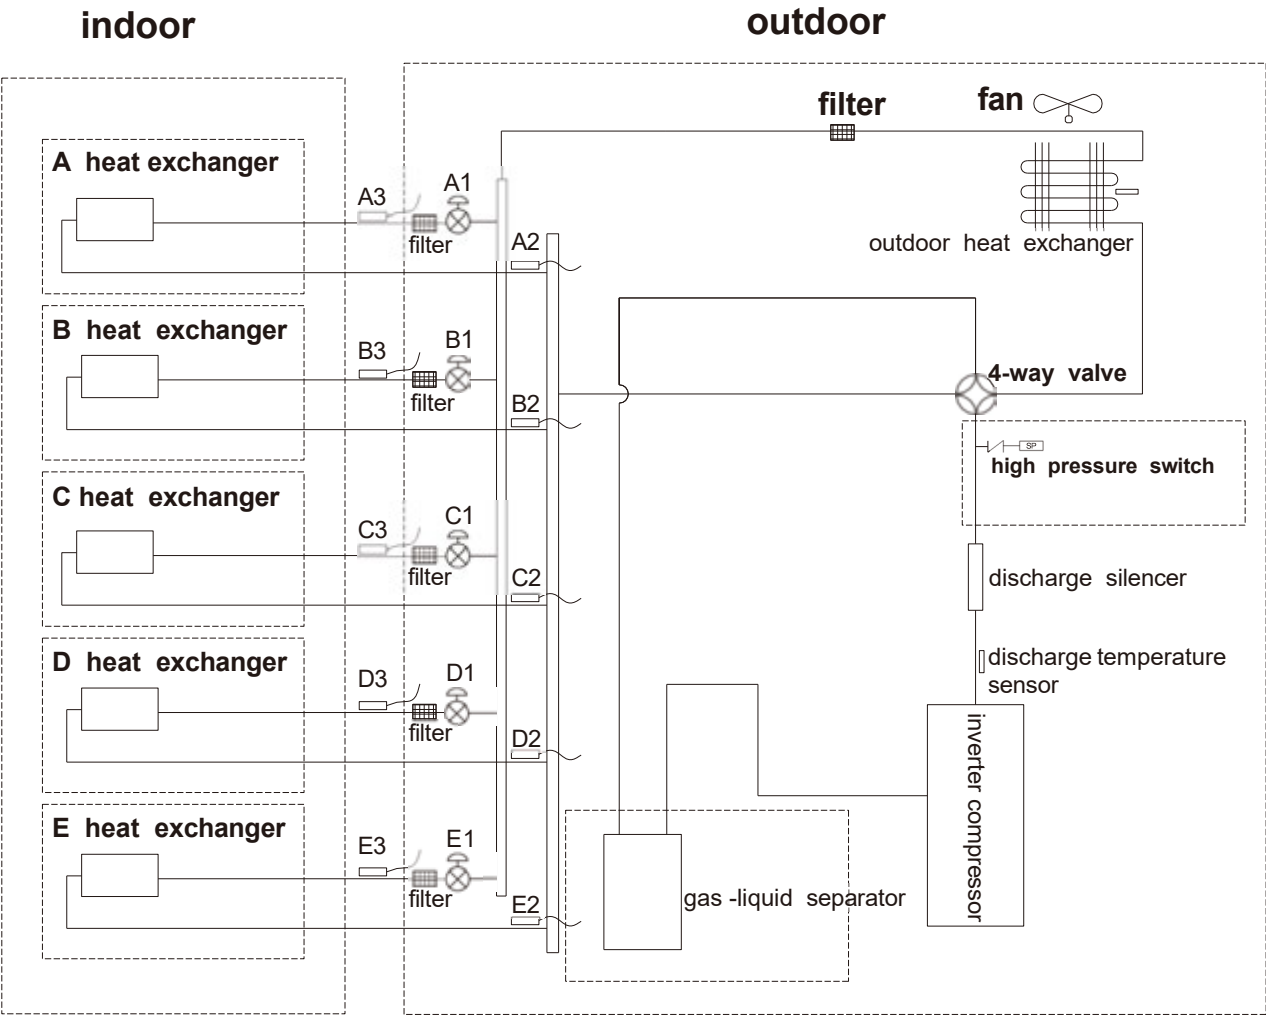 indoor
outdoor
filter
fan
A heat exchanger
A3
A1
filter
A2
outdoor heat exchanger
B heat exchanger
B3
B1
filter
B2
4-way valve
SP
high pressure switch
C heat exchanger
C3
C1
filter
C2
discharge silencer
D heat exchanger
D3
D1
filter
D2
discharge temperature
sensor
inverter compressor
E heat exchanger
E3
E1
filter
E2
gas -liquid separator